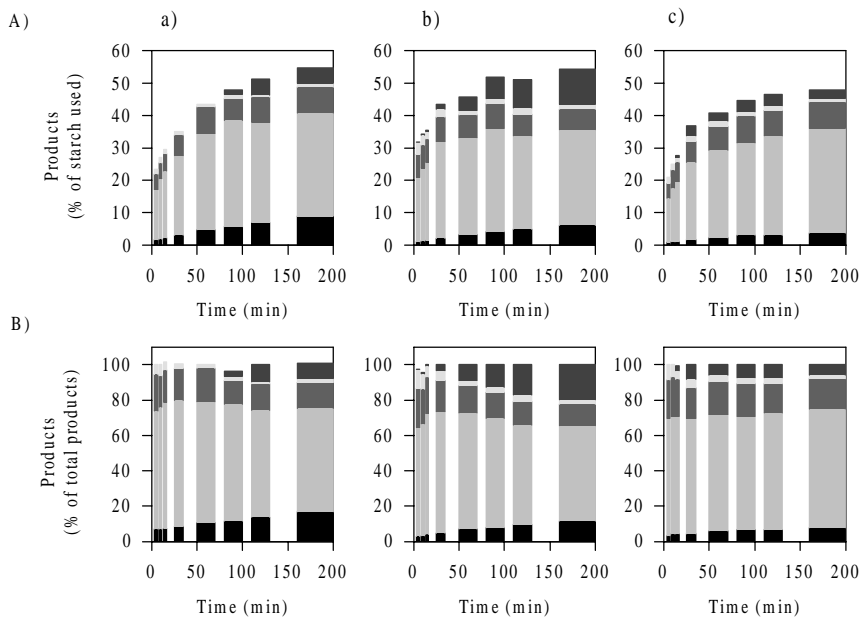 A) a) b) c)
60 60 60
50 50 50
40 40 40
30 30 30
20 20 20
10 10 10
0 0 0
Products
(% of starch used)
0 50 100 150 200 0 50 100 150 200 0 50 100 150 200
Time (min) Time (min) Time (min)
B)
100 100 100
80 80 80
60 60 60
40 40 40
20 20 20
0 0 0
Products
(% of total products)
0 50 100 150 200 0 50 100 150 200 0 50 100 150 200
Time (min) Time (min) Time (min)